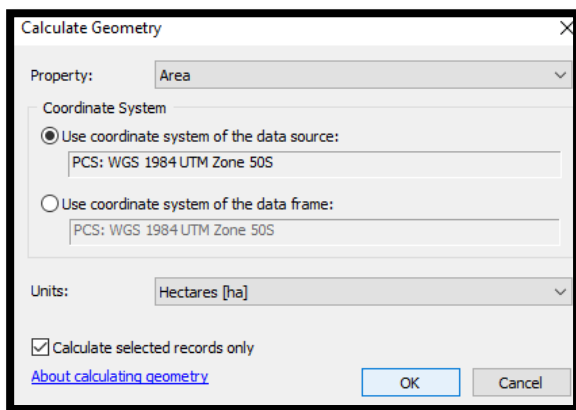 Calculate Geometry
Property: Area
Coordinate System
Use coordinate system of the data source:
PCS: WGS 1984 UTM Zone 50S
Use coordinate system of the data frame:
PCS: WGS 1984 UTM Zone 50S
Units: Hectares [ha]
Calculate selected records only
About calculating geometry OK Cancel